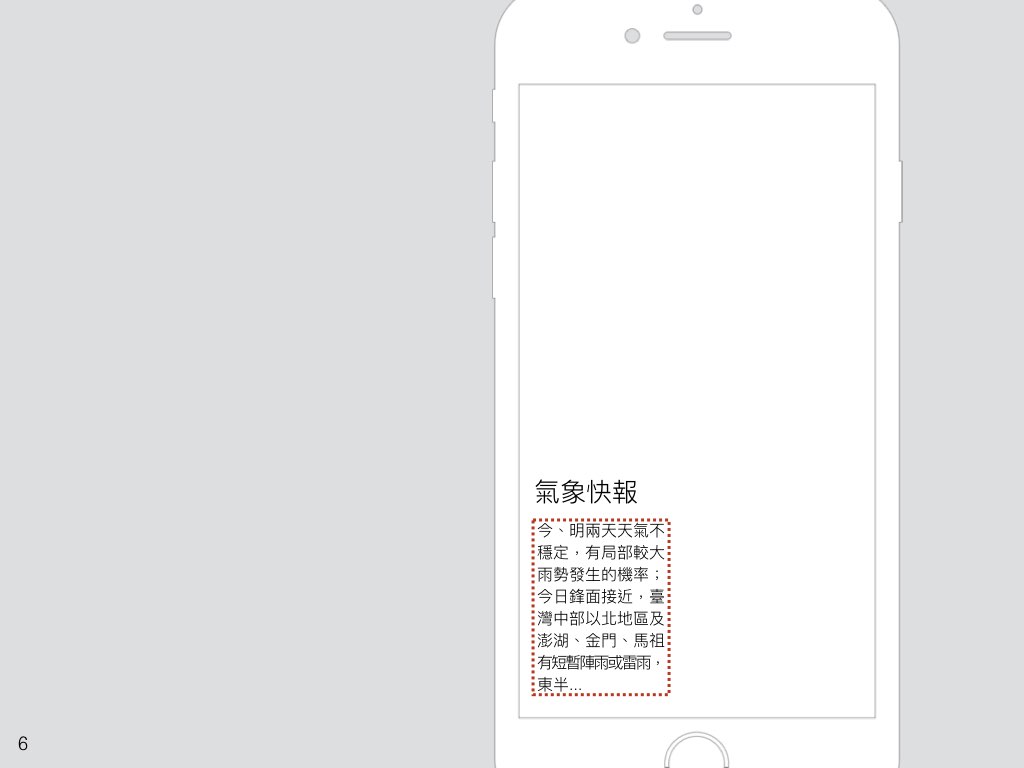 氣象快報
今、明兩天天氣不
穩定，有局部較大
雨勢發生的機率；
今日鋒面接近，臺
灣中部以北地區及
澎湖、金門、馬祖
有短暫陣雨或雷雨，
東半...
6